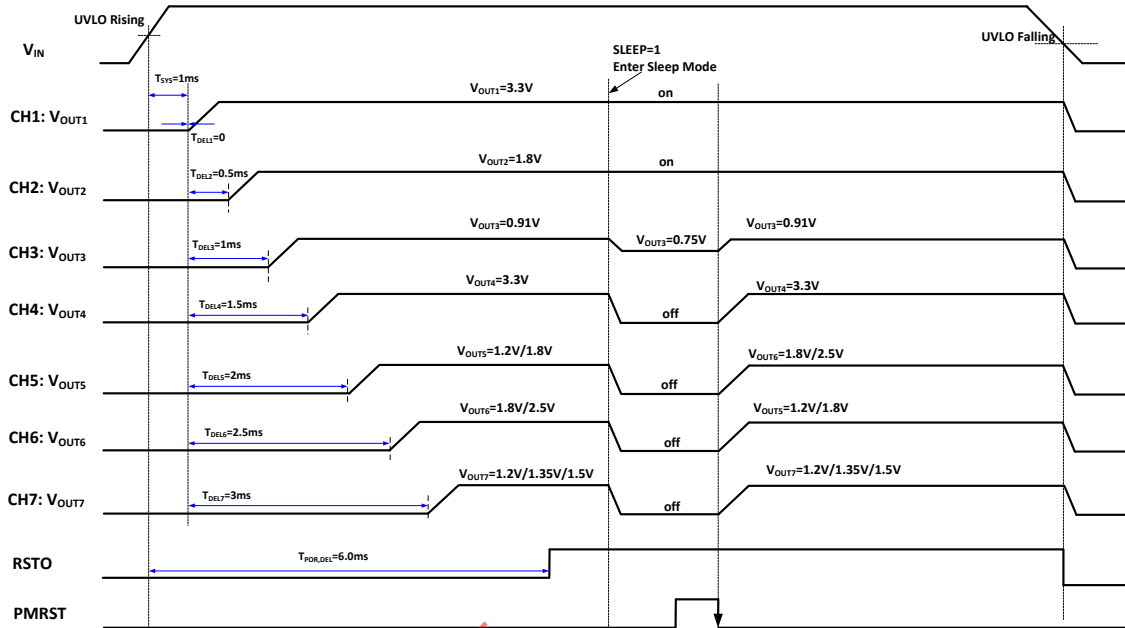 UVLO Rising
UVLO Falling
VIN
SLEEP=1
Enter Sleep Mode
TSYS=1ms
VOUT1=3.3V
on
CH1: VOUT1
TDEL1=0
VOUT2=1.8V
on
TDEL2=0.5ms
CH2: VOUT2
VOUT3=0.91V
VOUT3=0.91V
VOUT3=0.75V
TDEL3=1ms
CH3: VOUT3
VOUT4=3.3V
VOUT4=3.3V
TDEL4=1.5ms
CH4: VOUT4
off
VOUT5=1.2V/1.8V
VOUT6=1.8V/2.5V
TDEL5=2ms
CH5: VOUT5
off
VOUT6=1.8V/2.5V
VOUT5=1.2V/1.8V
TDEL6=2.5ms
CH6: VOUT6
off
VOUT7=1.2V/1.35V/1.5V
VOUT7=1.2V/1.35V/1.5V
TDEL7=3ms
CH7: VOUT7
off
TPOR,DEL=6.0ms
RSTO
PMRST